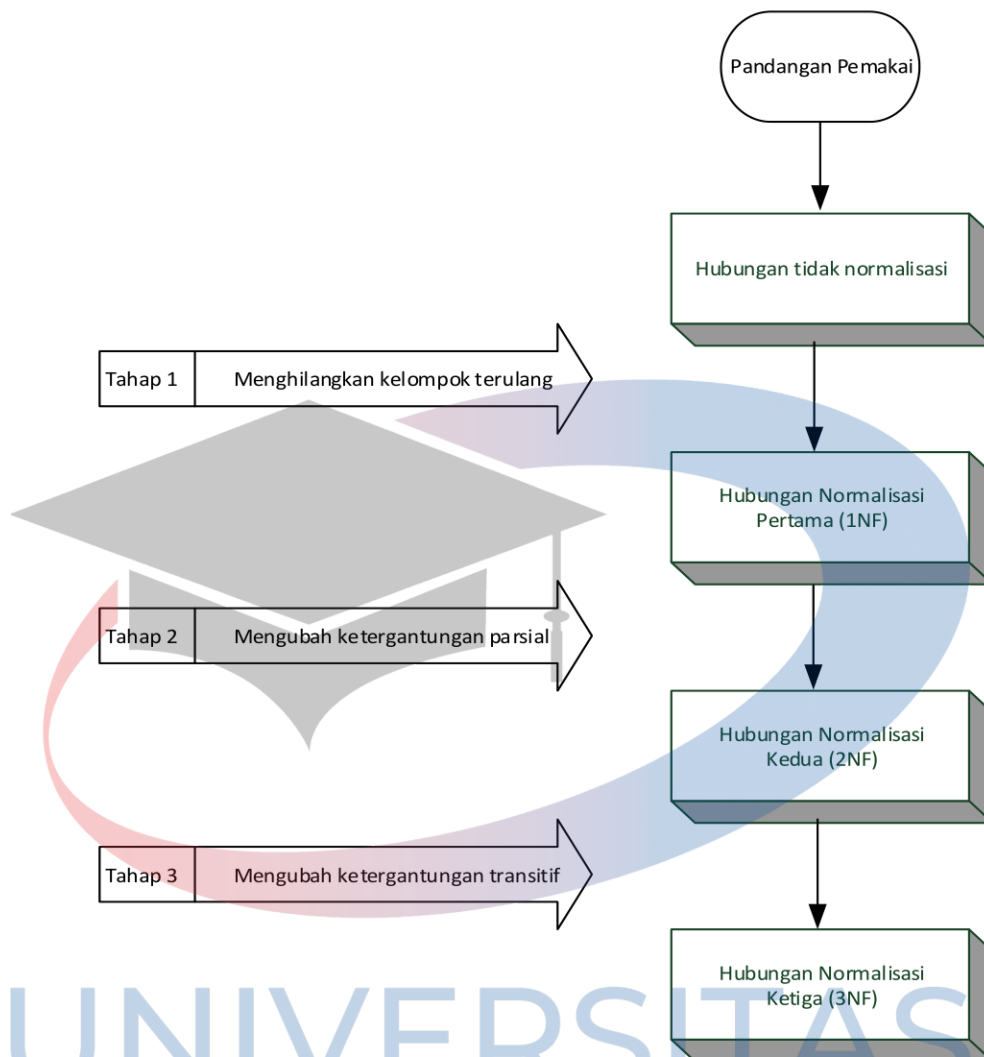 Pandangan Pemakai
Hubungan tidak normalisasi
Tahap 1
Menghilangkan kelompok terulang
Hubungan Normalisasi
Pertama (1NF)
Tahap 2
Mengubah ketergantungan parsial
Hubungan Normalisasi
Kedua (2NF)
Tahap 3
Mengubah ketergantungan transitif
Hubungan Normalisasi
Ketiga (3NF)
UNIVERSITAS